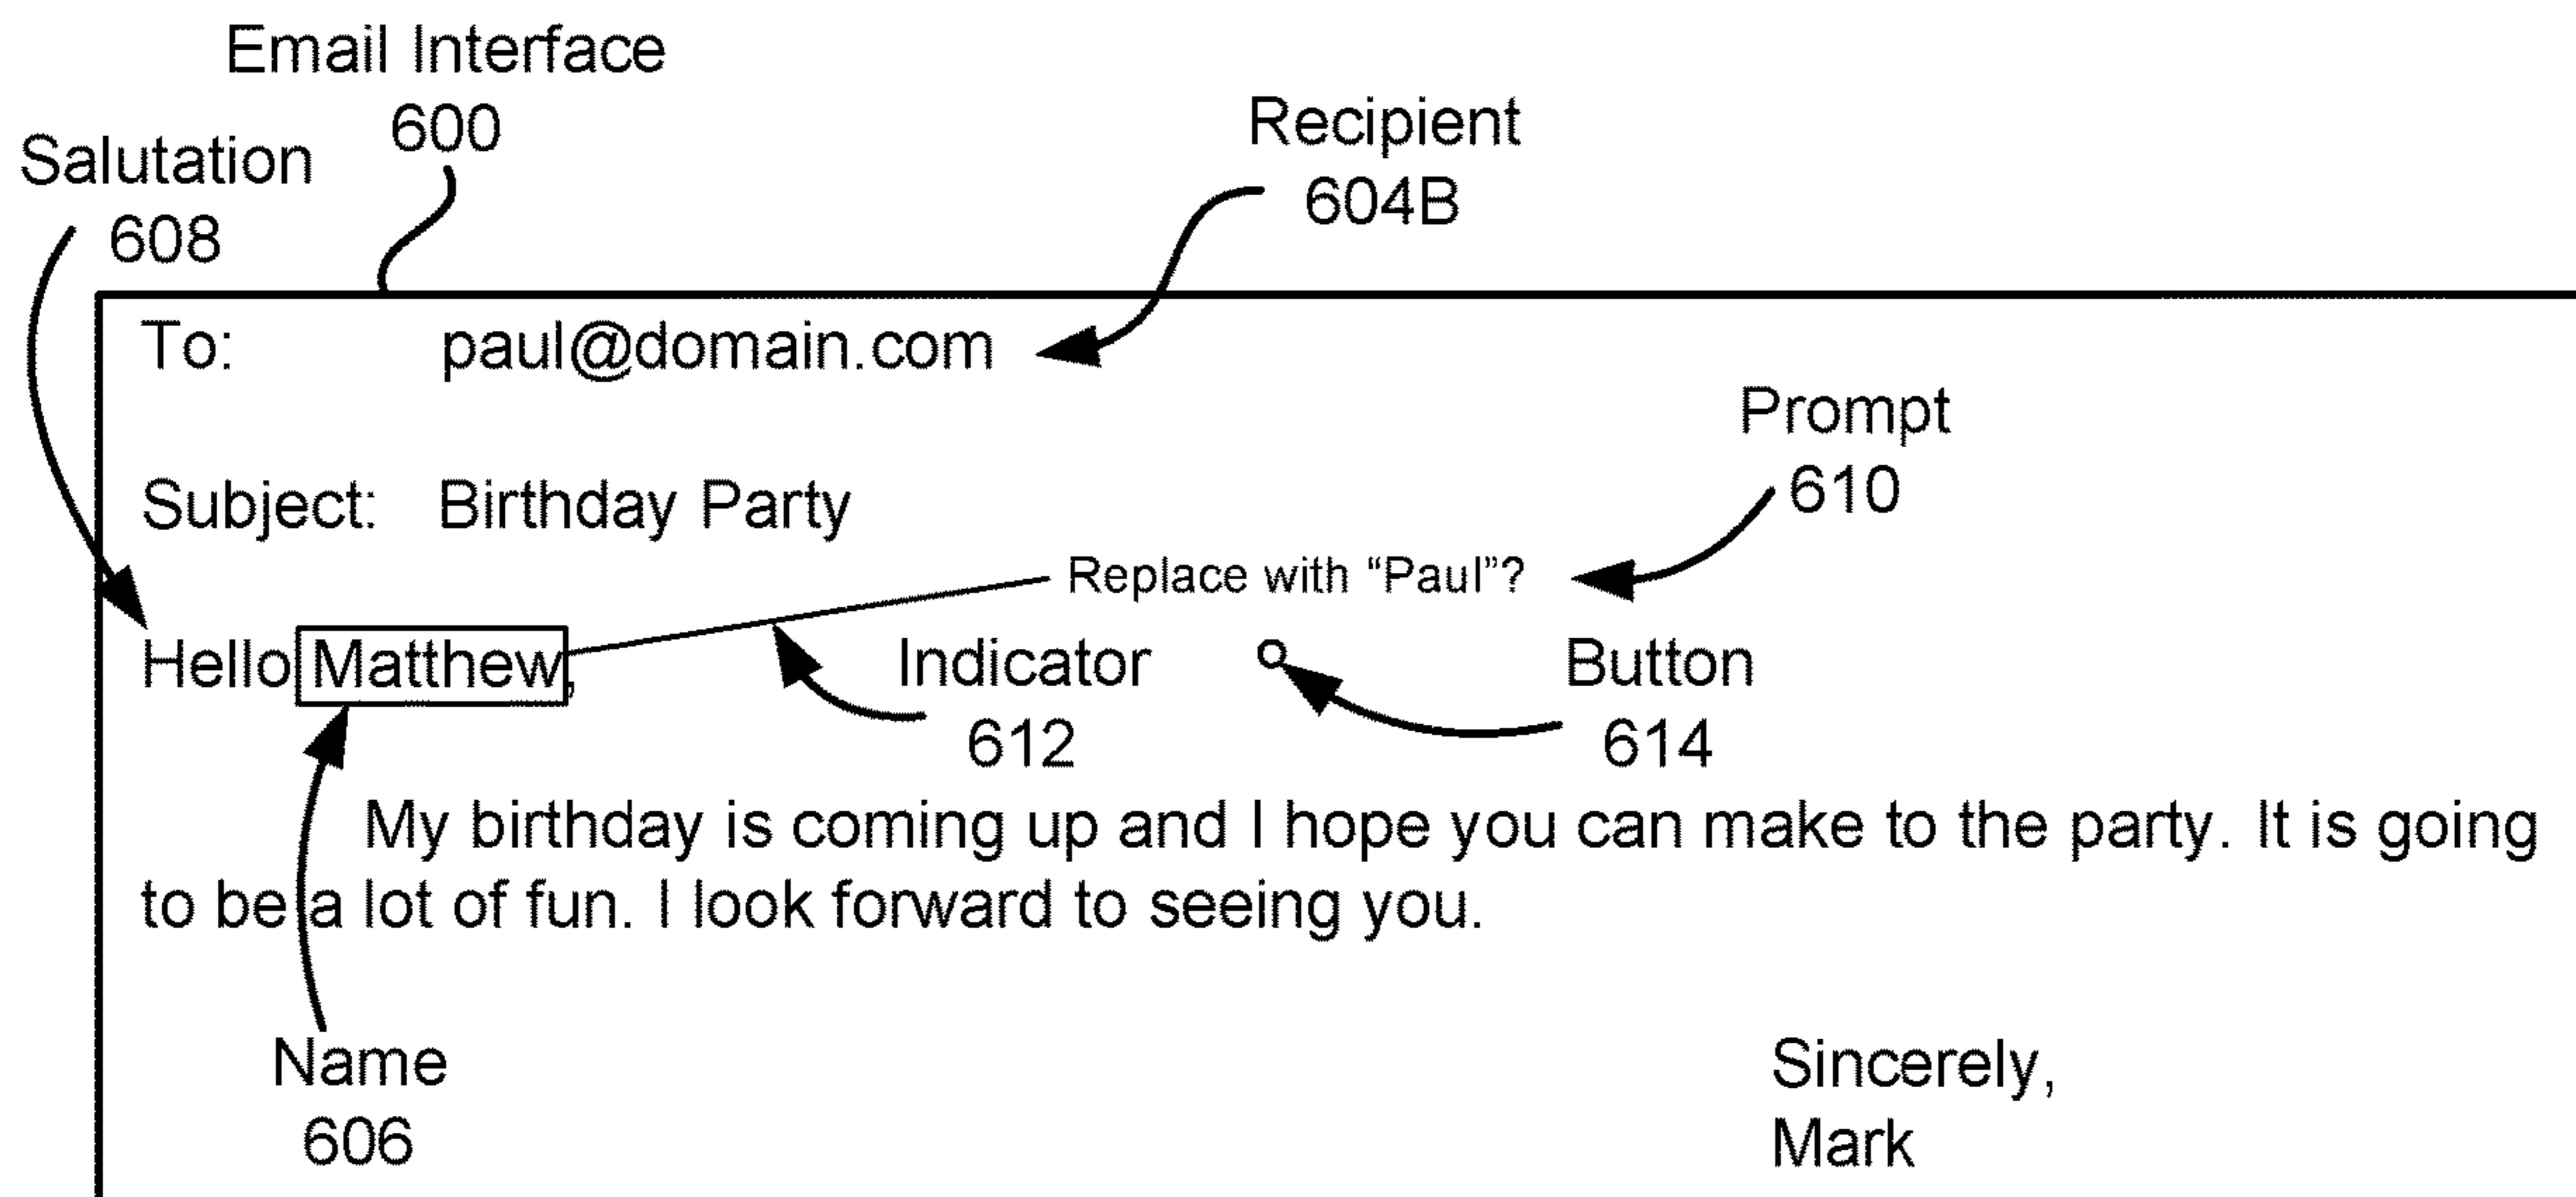 Email Interface
600
Recipient
604B
Salutation
608
To: paul@domain.com
Prompt
610
Subject: Birthday Party
Replace with “Paul”?
Hello Matthew,
Indicator
612
Button
614
My birthday is coming up and I hope you can make to the party. It is going
to be a lot of fun. I look forward to seeing you.
Name
606
Sincerely,
Mark